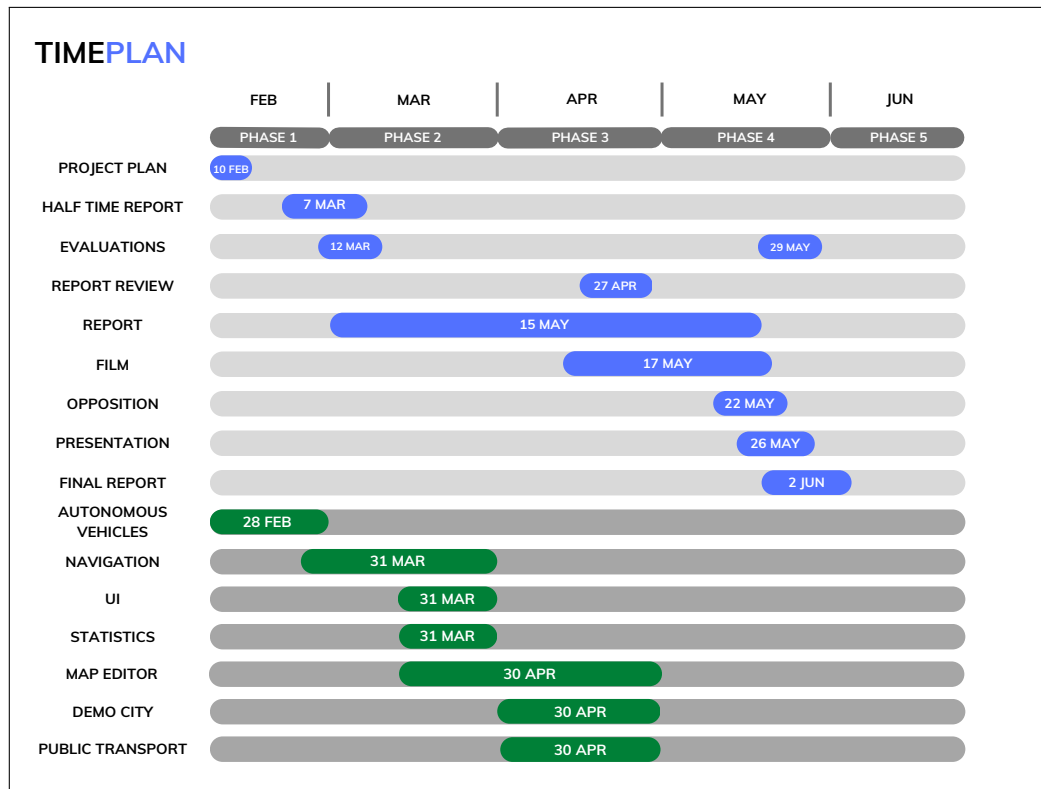 TIMEPLAN
FEB MAR APR MAY JUN
PHASE 1 PHASE 2 PHASE 3 PHASE 4 PHASE 5
PROJECT PLAN 10 FEB
HALF TIME REPORT 7 MAR
EVALUATIONS 12 MAR 29 MAY
REPORT REVIEW 27 APR
REPORT 15 MAY
FILM 17 MAY
OPPOSITION 22 MAY
PRESENTATION 26 MAY
FINAL REPORT 2 JUN
AUTONOMOUS
VEHICLES 28 FEB
NAVIGATION 31 MAR
UI 31 MAR
STATISTICS 31 MAR
MAP EDITOR 30 APR
DEMO CITY 30 APR
PUBLIC TRANSPORT 30 APR